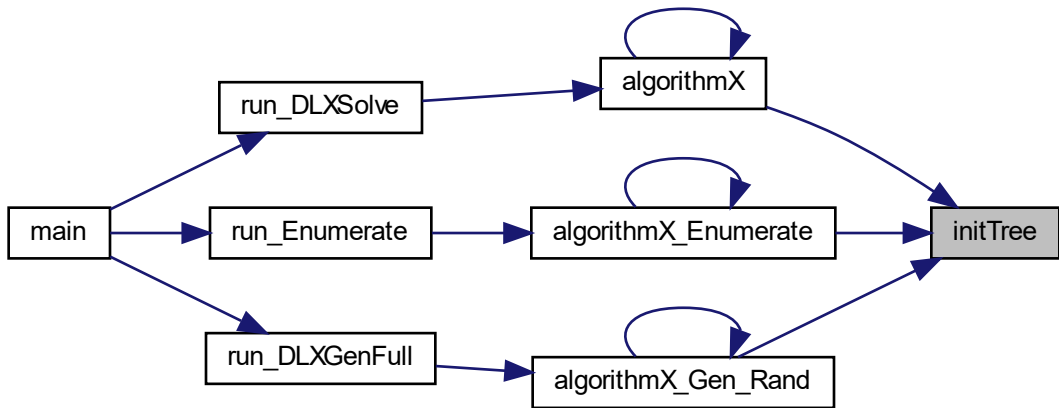 algorithmX
run_DLXSolve
main
run_Enumerate
algorithmX_Enumerate
initTree
run_DLXGenFull
algorithmX_Gen_Rand